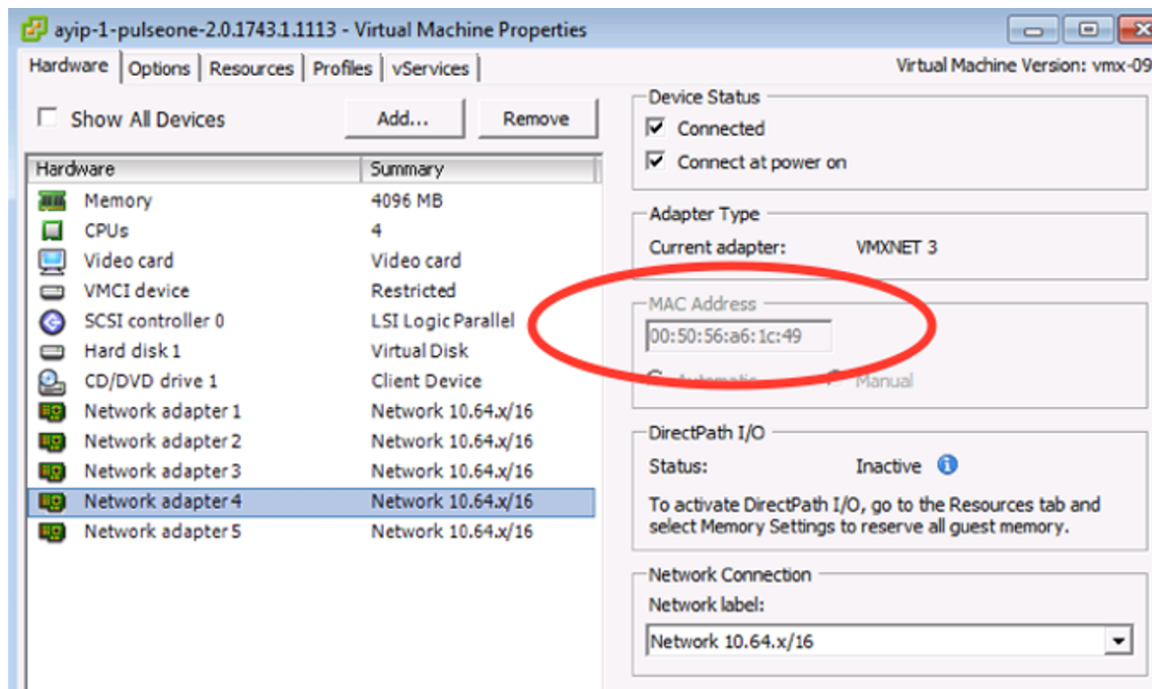 ayip-1-pulseone-2.0.1743.1.1113 - Virtual Machine Properties
Hardware Options Resources Profiles vServices
Virtual Machine Version: vmx-09
Show All Devices
Add...
Remove
Hardware Summary
Memory 4096 MB
CPUs 4
Video card Video card
VMCI device Restricted
SCSI controller 0 LSI Logic Parallel
Hard disk 1 Virtual Disk
CD/DVD drive 1 Client Device
Network adapter 1 Network 10.64.x/16
Network adapter 2 Network 10.64.x/16
Network adapter 3 Network 10.64.x/16
Network adapter 4 Network 10.64.x/16
Network adapter 5 Network 10.64.x/16
Device Status
Connected
Connect at power on
Adapter Type
Current adapter: VMXNET 3
MAC Address
00:50:56:a6:1c:49
Automatic Manual
DirectPath I/O
Status: Inactive
To activate DirectPath I/O, go to the Resources tab and
select Memory Settings to reserve all guest memory.
Network Connection
Network label:
Network 10.64.x/16